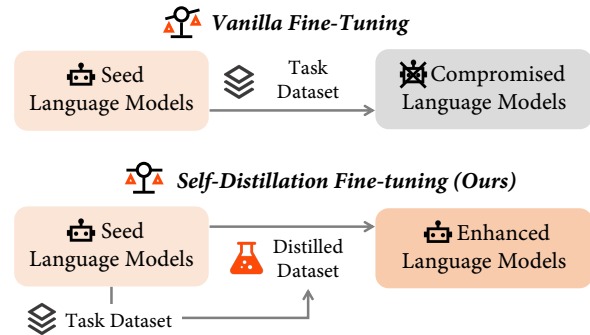 Vanilla Fine-Tuning
Seed
Language Models
Task
Dataset
Compromised
Language Models
Self-Distillation Fine-tuning (Ours)
Seed
Language Models
Distilled
Dataset
Enhanced
Language Models
Task Dataset